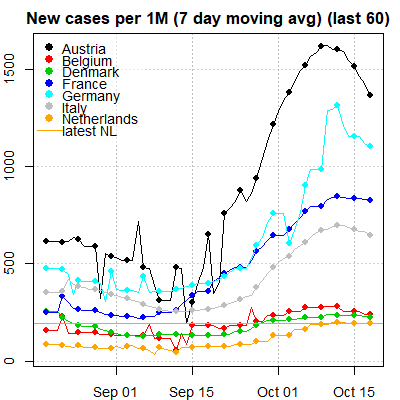 New cases per 1M (7 day moving avg) (last 60)
Austria
Belgium
Denmark
France
Germany
Italy
Netherlands
latest NL
1500
1000
500
0
Sep 01 Sep 15 Oct 01 Oct 15